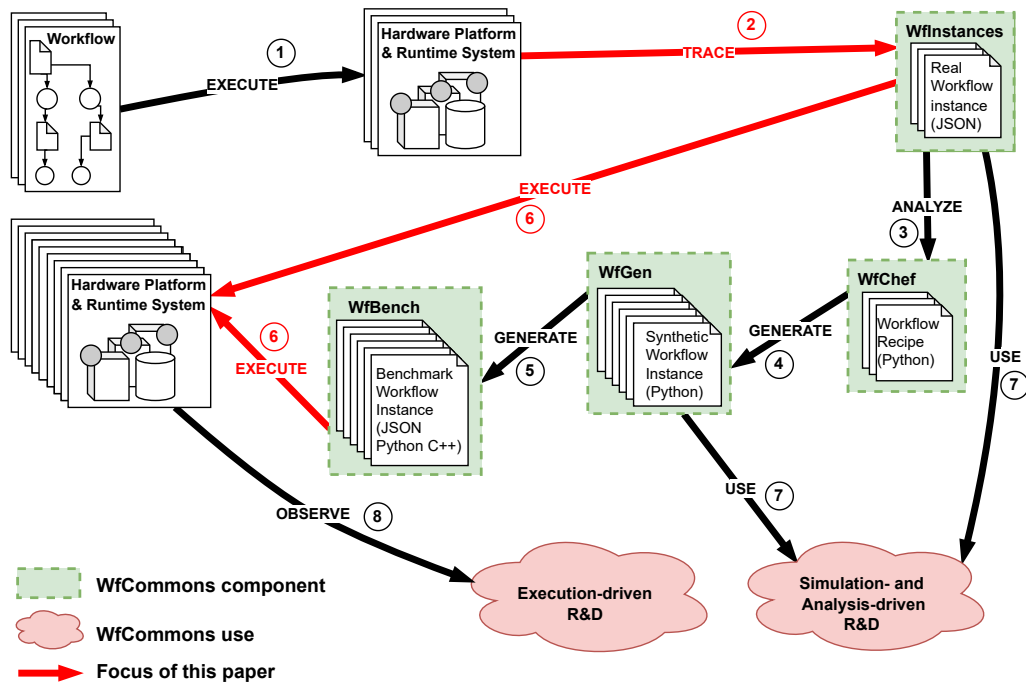 Workflow
1
EXECUTE
Hardware Platform
& Runtime System
2
TRACE
WfInstances
Real
Workflow
instance
(JSON)
EXECUTE
6
ANALYZE
3
USE
7
WfChef
Workflow
Recipe
(Python)
GENERATE
4
WfGen
Synthetic
Workflow
Instance
(Python)
GENERATE
5
WfBench
Benchmark
Workflow
Instance
(JSON
Python C++)
6
EXECUTE
Hardware Platform
& Runtime System
USE
7
OBSERVE
8
Execution-driven
R&D
Simulation- and
Analysis-driven
R&D
WfCommons component
WfCommons use
Focus of this paper